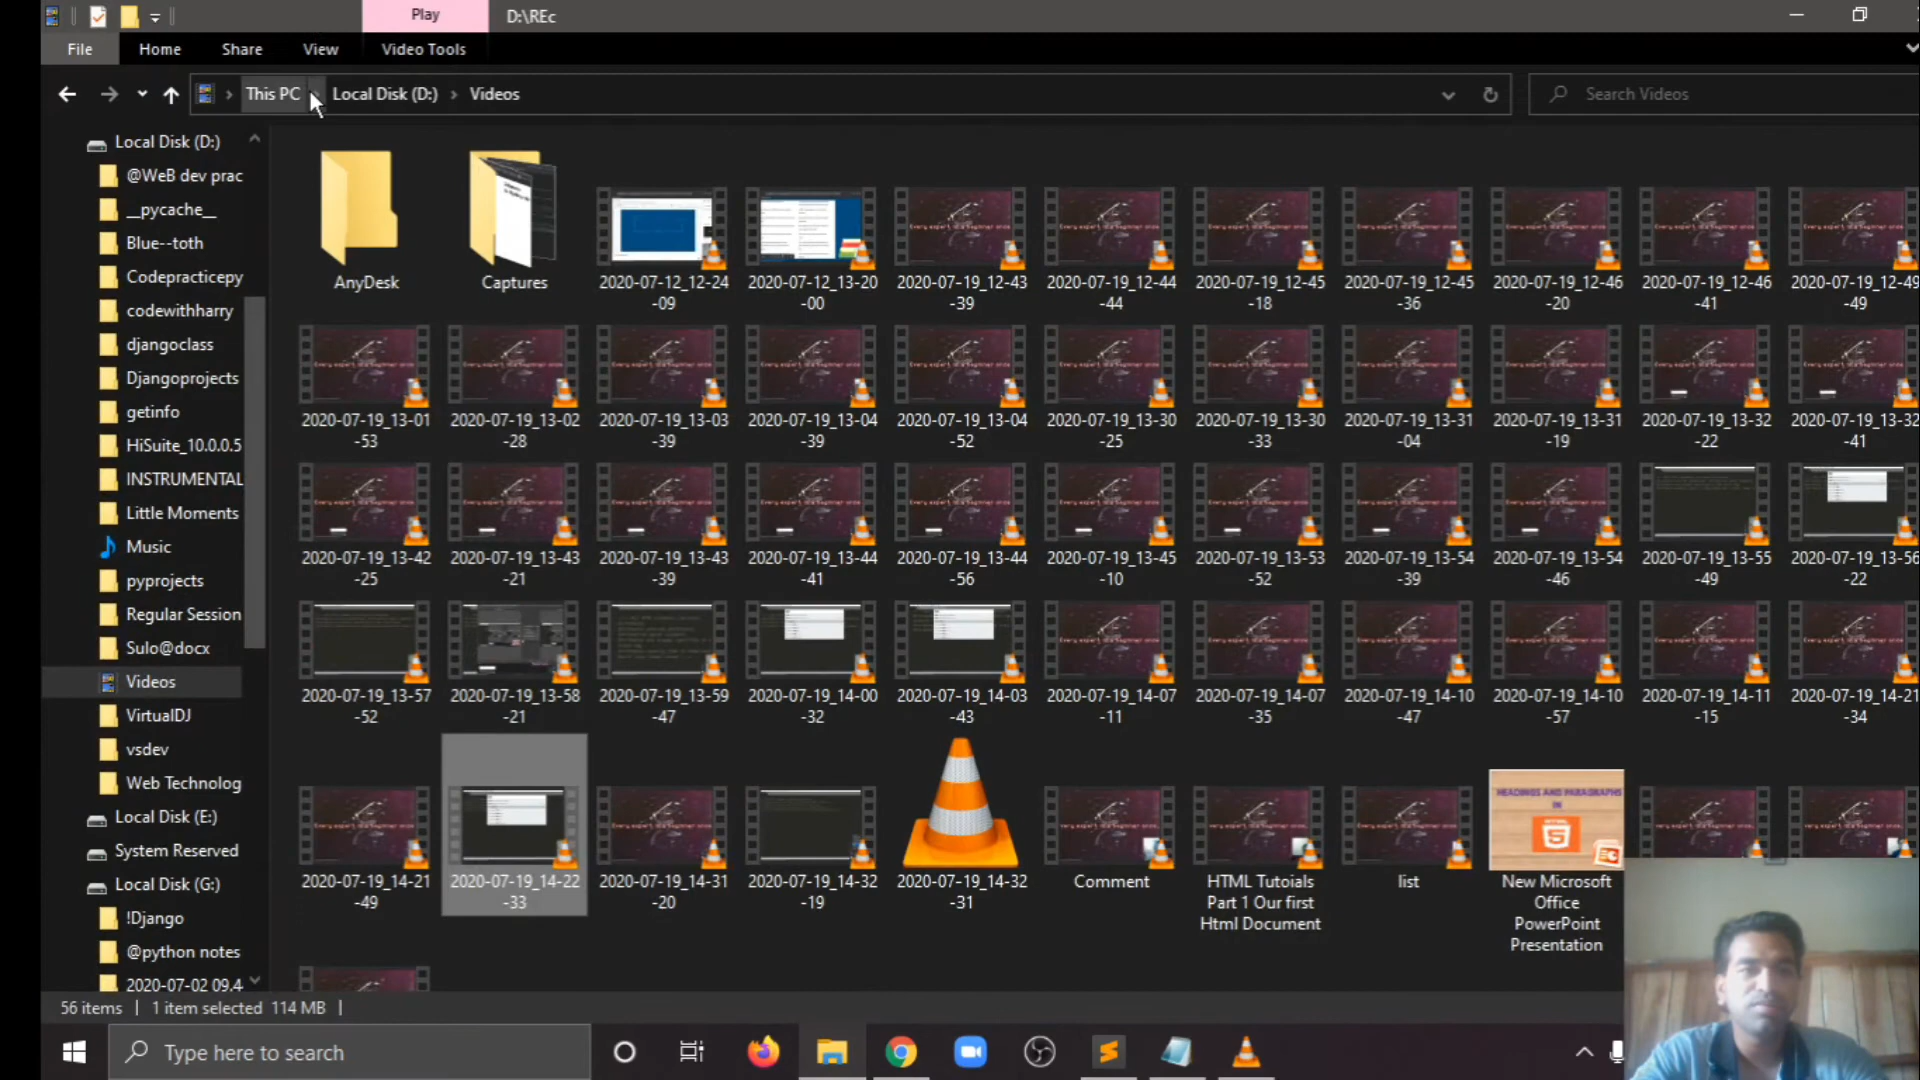 Play
D:\REc
File
Home
Share
View
Video Tools
This PC
Local Disk (D:)
Videos
Search Videos
Local Disk (D:)
@WeB dev prac
__pycache__
Blue--toth
Codepracticepy
codewithharry
djangoclass
Djangoprojects
getinfo
HiSuite_10.0.0.5
INSTRUMENTAL
Little Moments
Music
pyprojects
Regular Session
Sulo@docx
Videos
VirtualDJ
vsdev
Web Technolog
Local Disk (E:)
System Reserved
Local Disk (G:)
!Django
@python notes
2020-07-02 09.4
AnyDesk
Captures
2020-07-12_12-24
-09
2020-07-12_13-20
-00
2020-07-19_12-43
-39
2020-07-19_12-44
-44
2020-07-19_12-45
-18
2020-07-19_12-45
-36
2020-07-19_12-46
-20
2020-07-19_12-46
-41
2020-07-19_12-49
-49
2020-07-19_13-01
-53
2020-07-19_13-02
-28
2020-07-19_13-03
-39
2020-07-19_13-04
-39
2020-07-19_13-04
-52
2020-07-19_13-30
-25
2020-07-19_13-30
-33
2020-07-19_13-31
-04
2020-07-19_13-31
-19
2020-07-19_13-32
-22
2020-07-19_13-32
-41
2020-07-19_13-42
-25
2020-07-19_13-43
-21
2020-07-19_13-43
-39
2020-07-19_13-44
-41
2020-07-19_13-44
-56
2020-07-19_13-45
-10
2020-07-19_13-53
-52
2020-07-19_13-54
-39
2020-07-19_13-54
-46
2020-07-19_13-55
-49
2020-07-19_13-56
-22
2020-07-19_13-57
-52
2020-07-19_13-58
-21
2020-07-19_13-59
-47
2020-07-19_14-00
-32
2020-07-19_14-03
-43
2020-07-19_14-07
-11
2020-07-19_14-07
-35
2020-07-19_14-10
-47
2020-07-19_14-10
-57
2020-07-19_14-11
-15
2020-07-19_14-21
-34
2020-07-19_14-21
-49
2020-07-19_14-22
-33
2020-07-19_14-31
-20
2020-07-19_14-32
-19
2020-07-19_14-32
-31
Comment
HTML Tutoials
Part 1 Our first
Html Document
list
HEADINGS AND PARAGRAPHS
IN
New Microsoft
Office
PowerPoint
Presentation
56 items
1 item selected 114 MB
Type here to search